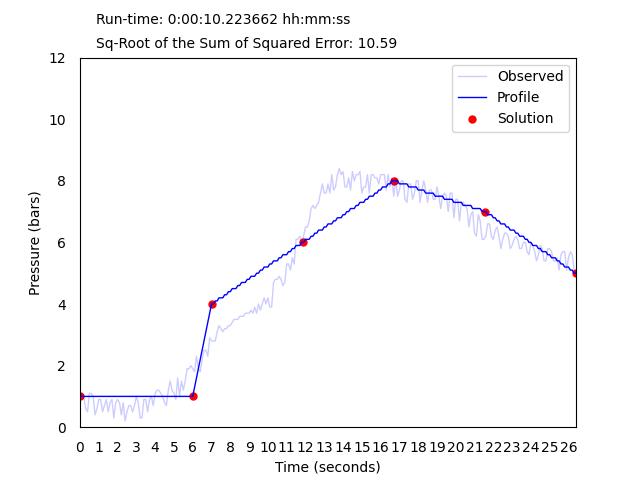 Run-time: 0:00:10.223662 hh:mm:ss
Sq-Root of the Sum of Squared Error: 10.59
12
10
8
6
4
2
0
Pressure (bars)
Observed
Profile
Solution
0 1 2 3 4 5 6 7 8 9 10 11 12 13 14 15 16 17 18 19 20 21 22 23 24 25 26
Time (seconds)